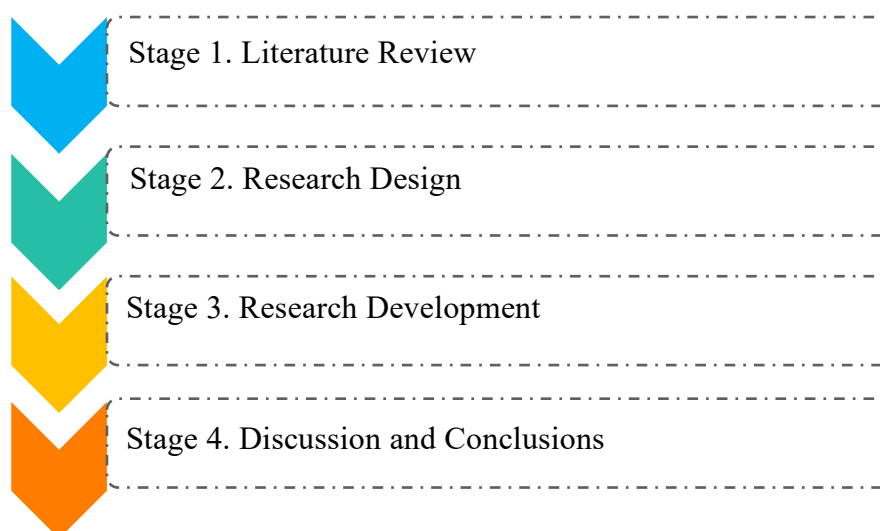 Stage 1. Literature Review
Stage 2. Research Design
Stage 3. Research Development
Stage 4. Discussion and Conclusions